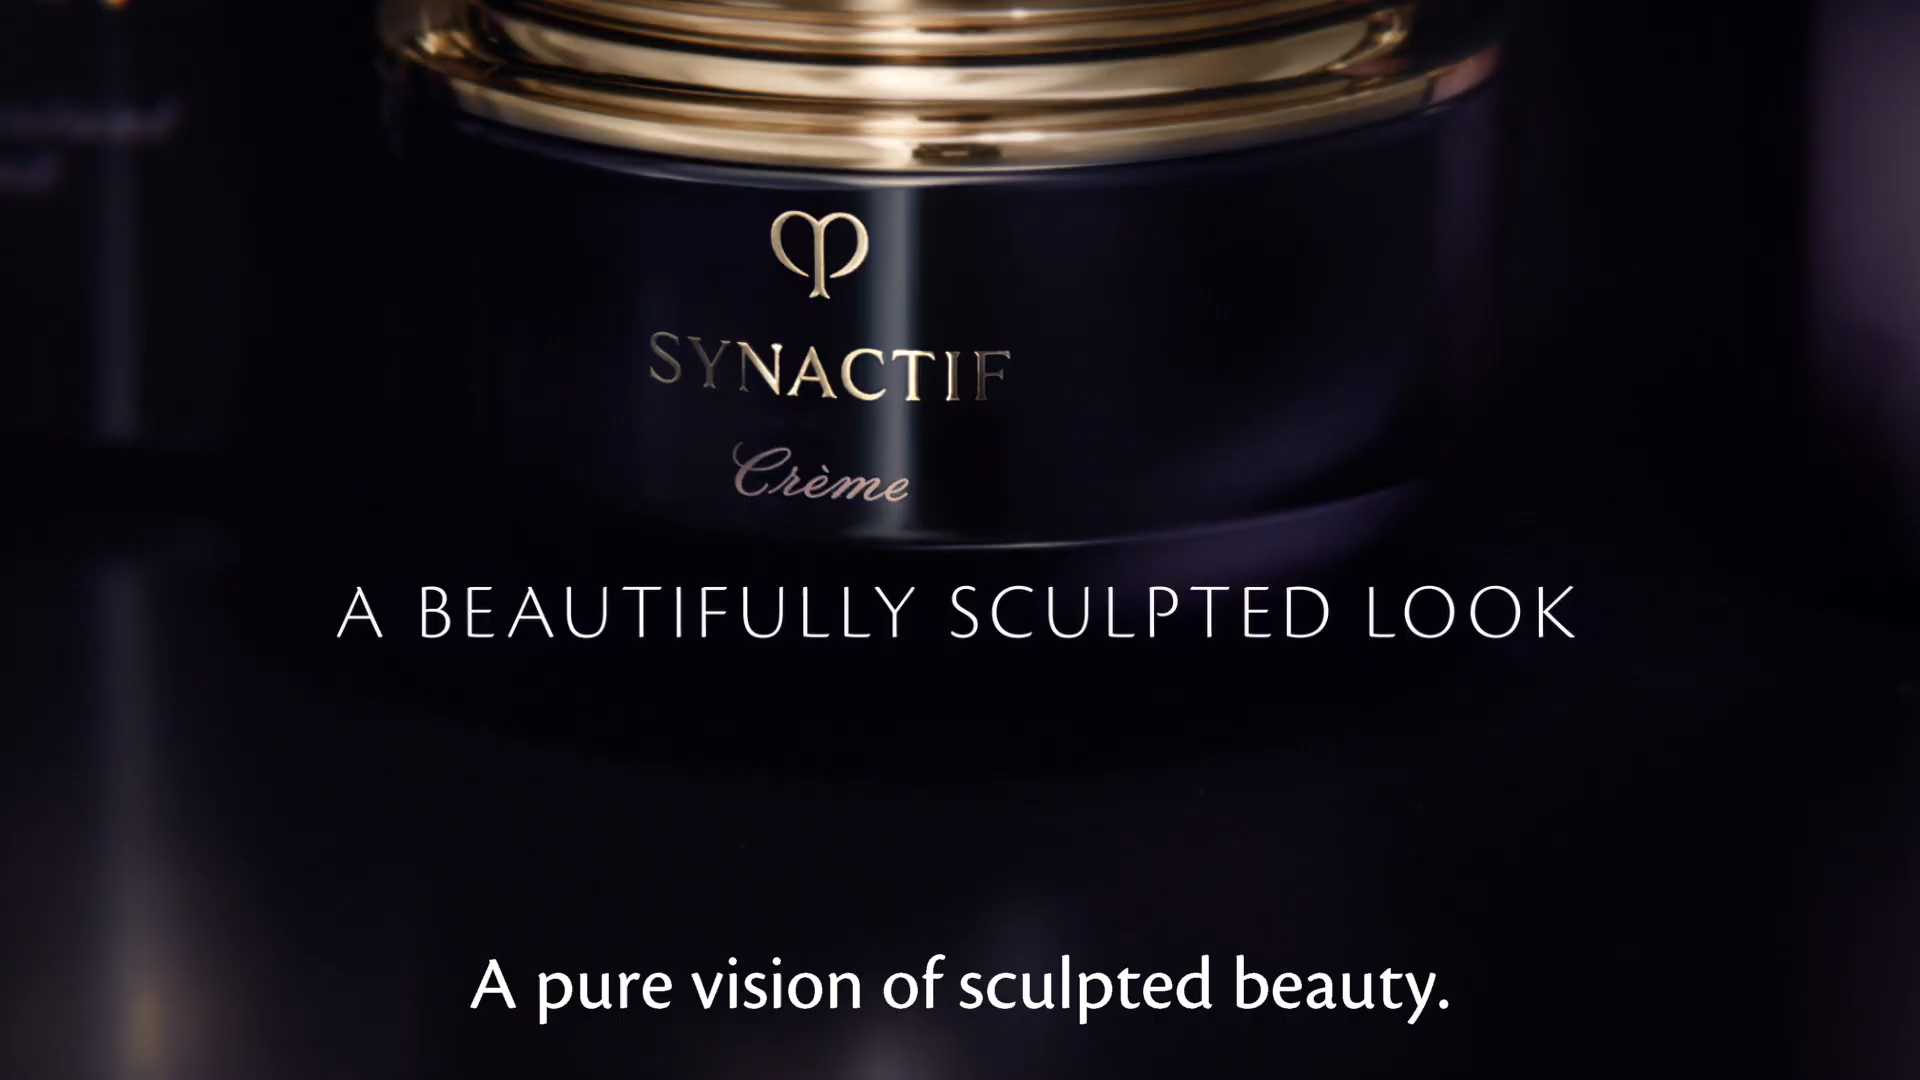 SYNACTIF
Crème
A BEAUTIFULLY SCULPTED LOOK
A pure vision of sculpted beauty.